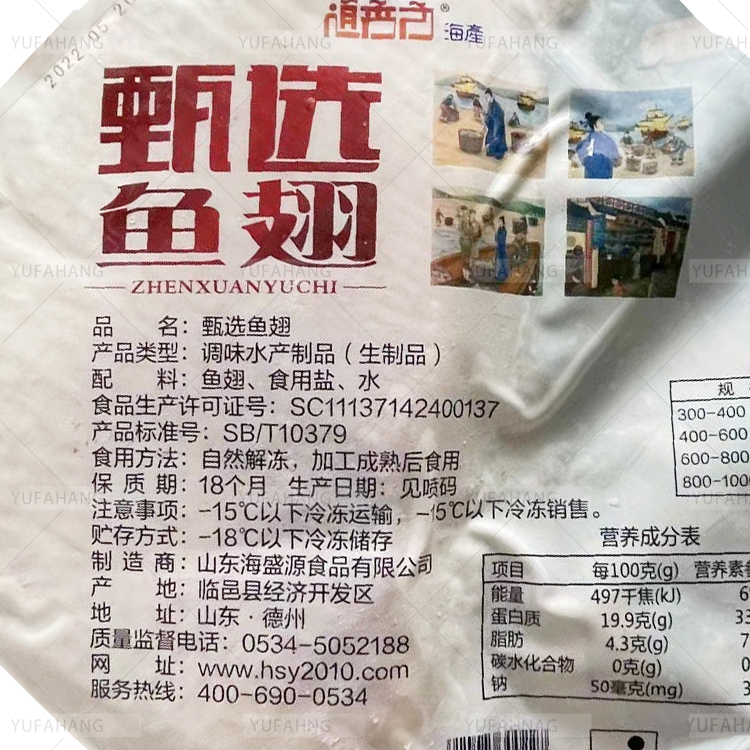 2022.05.20
海產
甄选
鱼翅
ZHENXUANYUCHI
品 名：甄选鱼翅
产品类型：调味水产制品（生制品）
配 料：鱼翅、食用盐、水
食品生产许可证号：SC11137142400137
产品标准号：SB/T10379
食用方法：自然解冻，加工成熟后食用
保 质 期：18个月 生产日期：见喷码
注意事项：-15℃以下冷冻运输，-15℃以下冷冻销售。
贮存方式：-18℃以下冷冻储存
制 造 商：山东海盛源食品有限公司
产 地：临邑县经济开发区
地 址：山东·德州
质量监督电话：0534-5052188
网 址：www.hsy2010.com
服务热线：400-690-0534
规
300-400
400-600
600-800
800-100
营养成分表
项目 每100克(g) 营养素参
能量 497千焦(kJ) 6
蛋白质 19.9克(g) 33
脂肪 4.3克(g) 7
碳水化合物 0克(g) 0
钠 50毫克(mg) 3
YUFAHANG